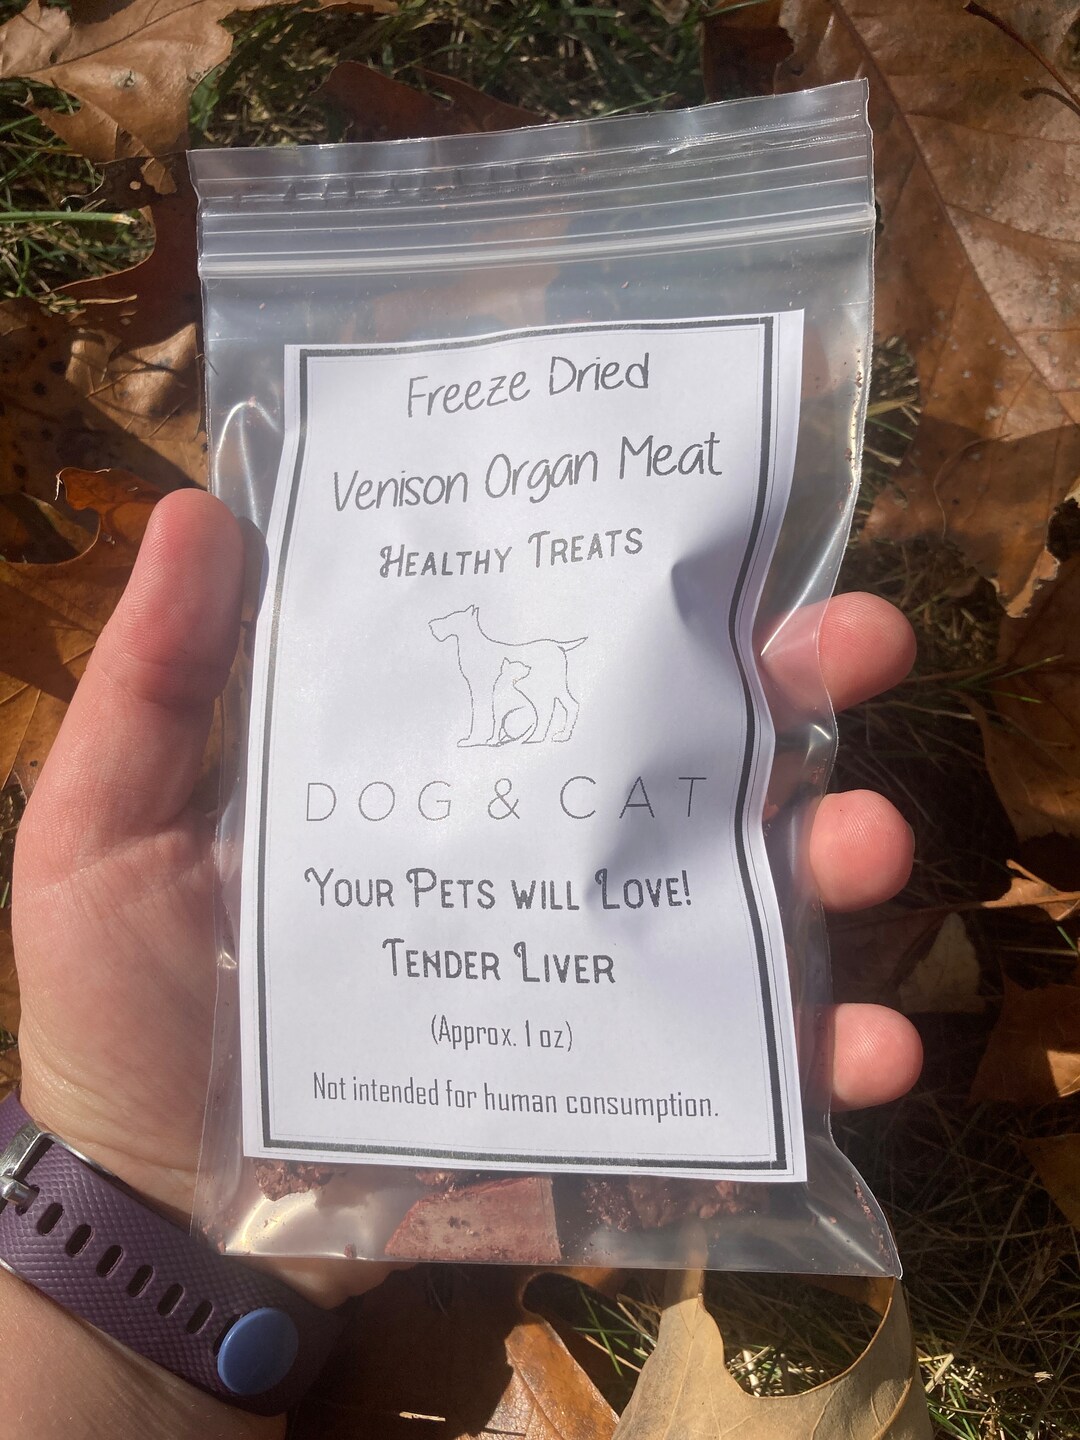 Freeze Dried
Venison Organ Meat
Healthy Treats
DOG & CAT
Your Pets will Love!
Tender Liver
(Approx. 1 oz)
Not intended for human consumption.